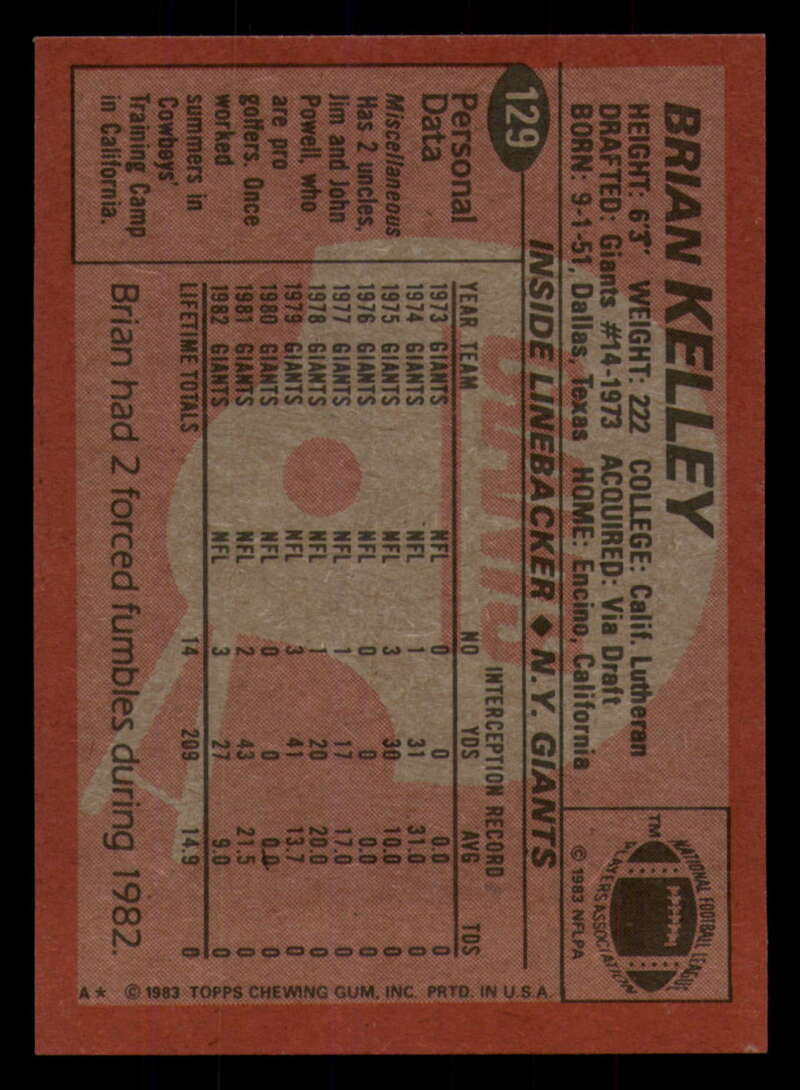 129
BRIAN KELLEY
HEIGHT: 6'3" WEIGHT: 222 COLLEGE: Calif. Lutheran
DRAFTED: Giants #14-1973 ACQUIRED: Via Draft
BORN: 9-1-51, Dallas, Texas HOME: Encino, California
INSIDE LINEBACKER ♦ N.Y. GIANTS
NATIONAL FOOTBALL LEAGUE
PLAYERS ASSOCIATION
TM
© 1983 NFLPA
Personal
Data
Miscellaneous
Has 2 uncles,
Jim and John
Powell, who
are pro
golfers. Once
worked
summers in
Cowboys'
Training Camp
in California.
INTERCEPTION RECORD
YEAR TEAM NO YDS AVG TDS
1973 GIANTS NFL 0 0 0.0 0
1974 GIANTS NFL 1 31 31.0 0
1975 GIANTS NFL 3 30 10.0 0
1976 GIANTS NFL 0 0 0.0 0
1977 GIANTS NFL 1 17 17.0 0
1978 GIANTS NFL 1 20 20.0 0
1979 GIANTS NFL 3 41 13.7 0
1980 GIANTS NFL 0 0 0.0 0
1981 GIANTS NFL 2 43 21.5 0
1982 GIANTS NFL 3 27 9.0 0
LIFETIME TOTALS 14 209 14.9 0
Brian had 2 forced fumbles during 1982.
A* © 1983 TOPPS CHEWING GUM, INC. PRTD. IN U.S.A.
GIANTS